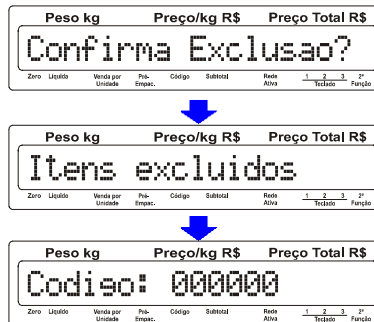 Peso kg Preço/kg R$ Preço Total R$
Confirma Exclusao?
Zero Líquido Venda por Unidade Pré-Empac. Código Subtotal Rede Ativa 1 2 3 Teclado 2ª Função
Peso kg Preço/kg R$ Preço Total R$
Itens excluidos
Zero Líquido Venda por Unidade Pré-Empac. Código Subtotal Rede Ativa 1 2 3 Teclado 2ª Função
Peso kg Preço/kg R$ Preço Total R$
Codigo: 000000
Zero Líquido Venda por Unidade Pré-Empac. Código Subtotal Rede Ativa 1 2 3 Teclado 2ª Função